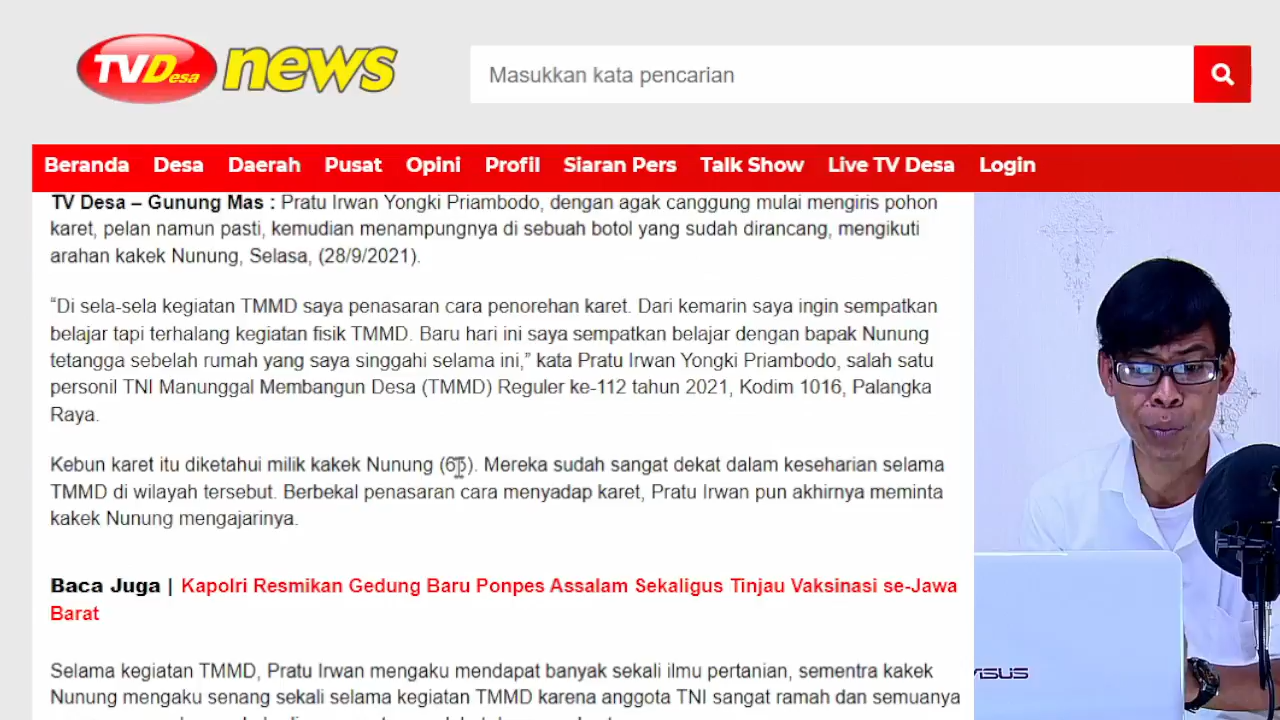 TVDesa news
Masukkan kata pencarian
Beranda Desa Daerah Pusat Opini Profil Siaran Pers Talk Show Live TV Desa Login
TV Desa – Gunung Mas : Pratu Irwan Yongki Priambodo, dengan agak canggung mulai mengiris pohon
karet, pelan namun pasti, kemudian menampungnya di sebuah botol yang sudah dirancang, mengikuti
arahan kakek Nunung, Selasa, (28/9/2021).
“Di sela-sela kegiatan TMMD saya penasaran cara penorehan karet. Dari kemarin saya ingin sempatkan
belajar tapi terhalang kegiatan fisik TMMD. Baru hari ini saya sempatkan belajar dengan bapak Nunung
tetangga sebelah rumah yang saya singgahi selama ini,” kata Pratu Irwan Yongki Priambodo, salah satu
personil TNI Manunggal Membangun Desa (TMMD) Reguler ke-112 tahun 2021, Kodim 1016, Palangka
Raya.
Kebun karet itu diketahui milik kakek Nunung Mereka sudah sangat dekat dalam keseharian selama
TMMD di wilayah tersebut. Berbekal penasaran cara menyadap karet, Pratu Irwan pun akhirnya meminta
kakek Nunung mengajarinya.
Baca Juga | Kapolri Resmikan Gedung Baru Ponpes Assalam Sekaligus Tinjau Vaksinasi se-Jawa
Barat
Selama kegiatan TMMD, Pratu Irwan mengaku mendapat banyak sekali ilmu pertanian, sementra kakek
Nunung mengaku senang sekali selama kegiatan TMMD karena anggota TNI sangat ramah dan semuanya